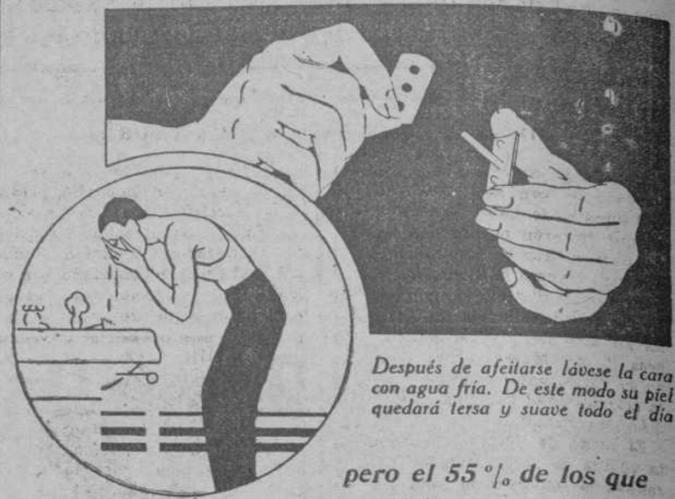 Después de afeitarse lávese la cara
con agua fría. De este modo su piel
quedará tersa y suave todo el día
pero el 55 % de los que